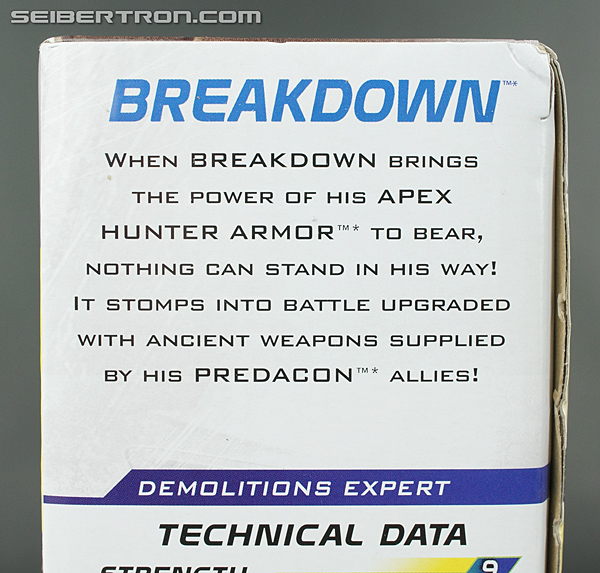 SEIBERTRON.COM
BREAKDOWN™*
WHEN BREAKDOWN BRINGS
THE POWER OF HIS APEX
HUNTER ARMOR™* TO BEAR,
NOTHING CAN STAND IN HIS WAY!
IT STOMPS INTO BATTLE UPGRADED
WITH ANCIENT WEAPONS SUPPLIED
BY HIS PREDACON™* ALLIES!
DEMOLITIONS EXPERT
TECHNICAL DATA
STRENGTH 9